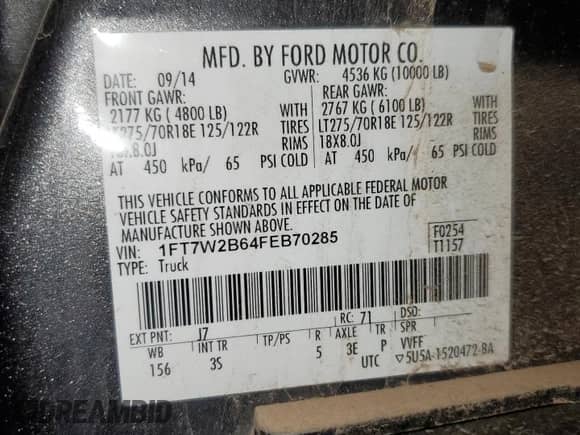 MFD. BY FORD MOTOR CO.
DATE: 09/14 GVWR: 4536 KG (10000 LB)
FRONT GAWR: REAR GAWR:
2177 KG ( 4800 LB) WITH 2767 KG ( 6100 LB) WITH
LT275/70R18E 125/122R TIRES LT275/70R18E 125/122R TIRES
18X8.0J RIMS 18X8.0J RIMS
AT 450 kPa/ 65 PSI COLD AT 450 kPa/ 65 PSI COLD
THIS VEHICLE CONFORMS TO ALL APPLICABLE FEDERAL MOTOR
VEHICLE SAFETY STANDARDS IN EFFECT ON THE DATE OF
MANUFACTURE SHOWN ABOVE.
VIN: 1FT7W2B64FEB70285 F0254
TYPE: Truck T1157
EXT PNT: J7 RC: 71 DSO:
WB INT TR TP/PS R AXLE TR SPR
156 3S 5 3E P VVFF
UTC ▽5U5A-1520472-BA
DREAMBID